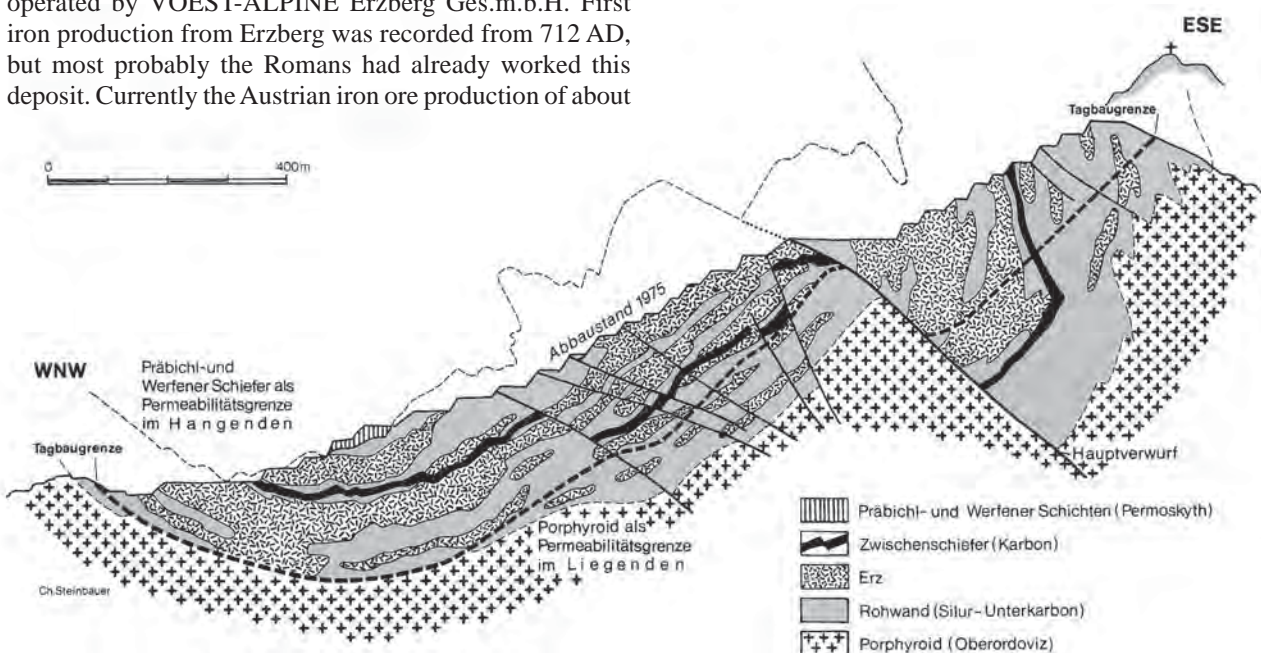 operated by VOEST-ALPINE Erzberg Ges.m.b.H. First
iron production from Erzberg was recorded from 712 AD,
but most probably the Romans had already worked this
deposit. Currently the Austrian iron ore production of about
ESE
Tagbaugrenze
0 400m
Abbaustand 1975
WNW
Präbichl-und
Werfener Schiefer als
Permeabilitätsgrenze
im Hangenden
Tagbaugrenze
Hauptverwurf
Porphyroid als
Permeabilitätsgrenze
im Liegenden
Ch.Steinbauer
Präbichl- und Werfener Schichten (Permoskyth)
Zwischenschiefer (Karbon)
Erz
Rohwand (Silur-Unterkarbon)
Porphyroid (Oberordoviz)